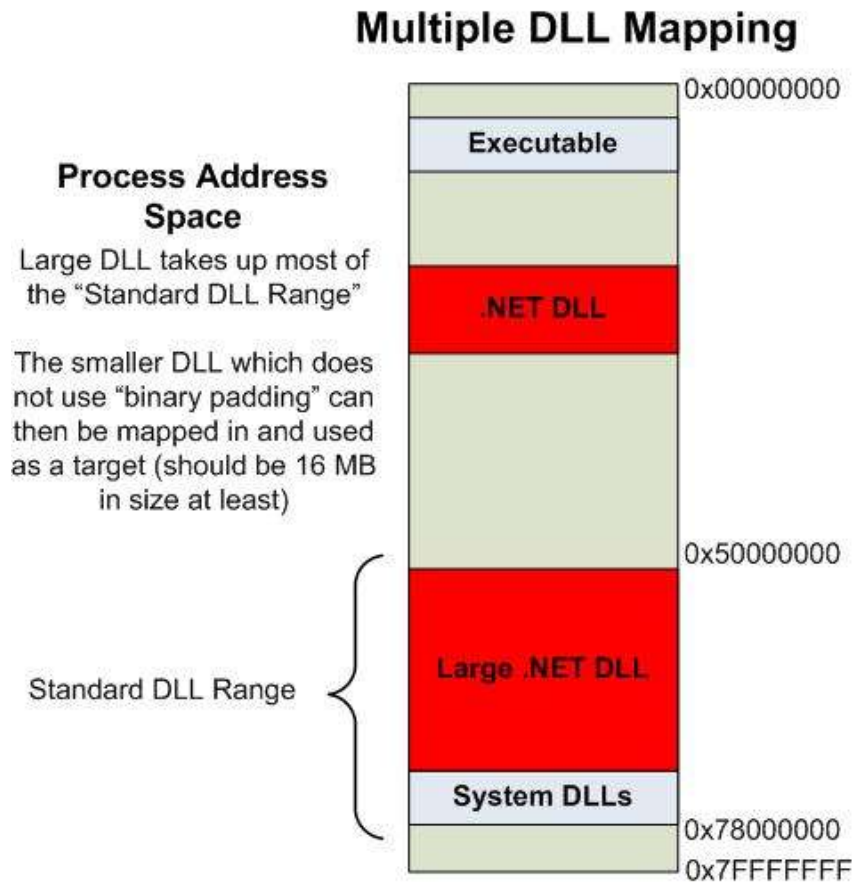 Multiple DLL Mapping
0x00000000
Executable
Process Address
Space
Large DLL takes up most of
the “Standard DLL Range”
.NET DLL
The smaller DLL which does
not use “binary padding” can
then be mapped in and used
as a target (should be 16 MB
in size at least)
0x50000000
Large .NET DLL
Standard DLL Range
System DLLs
0x78000000
0x7FFFFFFF